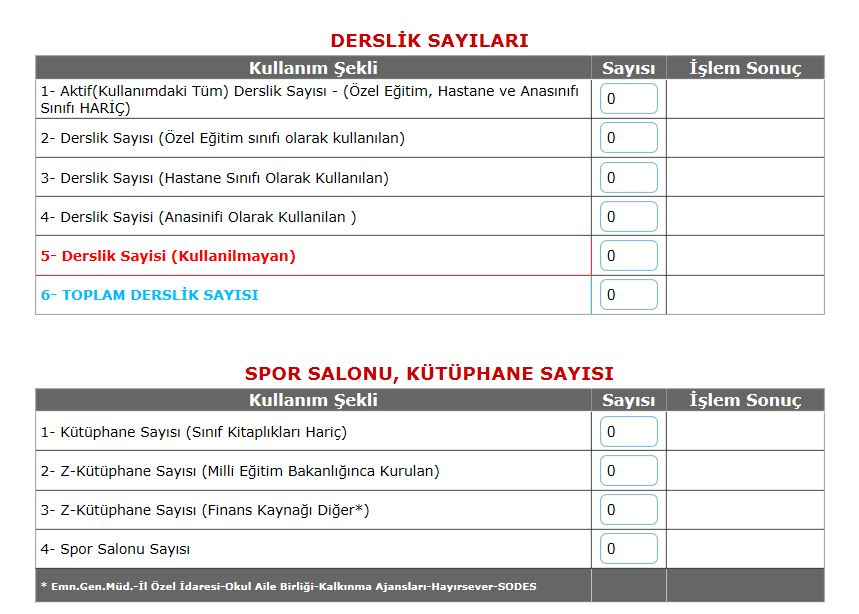 DERSLİK SAYILARI
Kullanım Şekli Sayısı İşlem Sonuç
1- Aktif(Kullanımdaki Tüm) Derslik Sayısı - (Özel Eğitim, Hastane ve Anasınıfı
Sınıfı HARİÇ) 0
2- Derslik Sayısı (Özel Eğitim sınıfı olarak kullanılan) 0
3- Derslik Sayısı (Hastane Sınıfı Olarak Kullanılan) 0
4- Derslik Sayisi (Anasinifi Olarak Kullanilan ) 0
5- Derslik Sayisi (Kullanilmayan) 0
6- TOPLAM DERSLİK SAYISI 0
SPOR SALONU, KÜTÜPHANE SAYISI
Kullanım Şekli Sayısı İşlem Sonuç
1- Kütüphane Sayısı (Sınıf Kitaplıkları Hariç) 0
2- Z-Kütüphane Sayısı (Milli Eğitim Bakanlığınca Kurulan) 0
3- Z-Kütüphane Sayısı (Finans Kaynağı Diğer*) 0
4- Spor Salonu Sayısı 0
* Emn.Gen.Müd.-İl Özel İdaresi-Okul Aile Birliği-Kalkınma Ajansları-Hayırsever-SODES